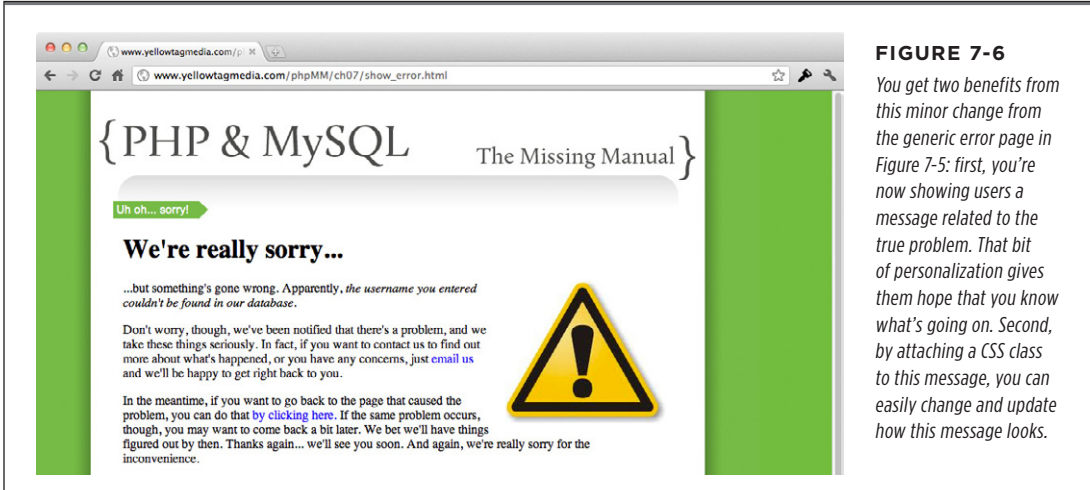 www.yellowtagmedia.com/p
www.yellowtagmedia.com/phpMM/ch07/show_error.html
{PHP & MySQL
The Missing Manual}
Uh oh... sorry!
We're really sorry...
...but something's gone wrong. Apparently, the username you entered
couldn't be found in our database.
Don't worry, though, we've been notified that there's a problem, and we
take these things seriously. In fact, if you want to contact us to find out
more about what's happened, or you have any concerns, just email us
and we'll be happy to get right back to you.
In the meantime, if you want to go back to the page that caused the
problem, you can do that by clicking here. If the same problem occurs,
though, you may want to come back a bit later. We bet we'll have things
figured out by then. Thanks again... we'll see you soon. And again, we're really sorry for the
inconvenience.
FIGURE 7-6
You get two benefits from
this minor change from
the generic error page in
Figure 7-5: first, you're
now showing users a
message related to the
true problem. That bit
of personalization gives
them hope that you know
what's going on. Second,
by attaching a CSS class
to this message, you can
easily change and update
how this message looks.